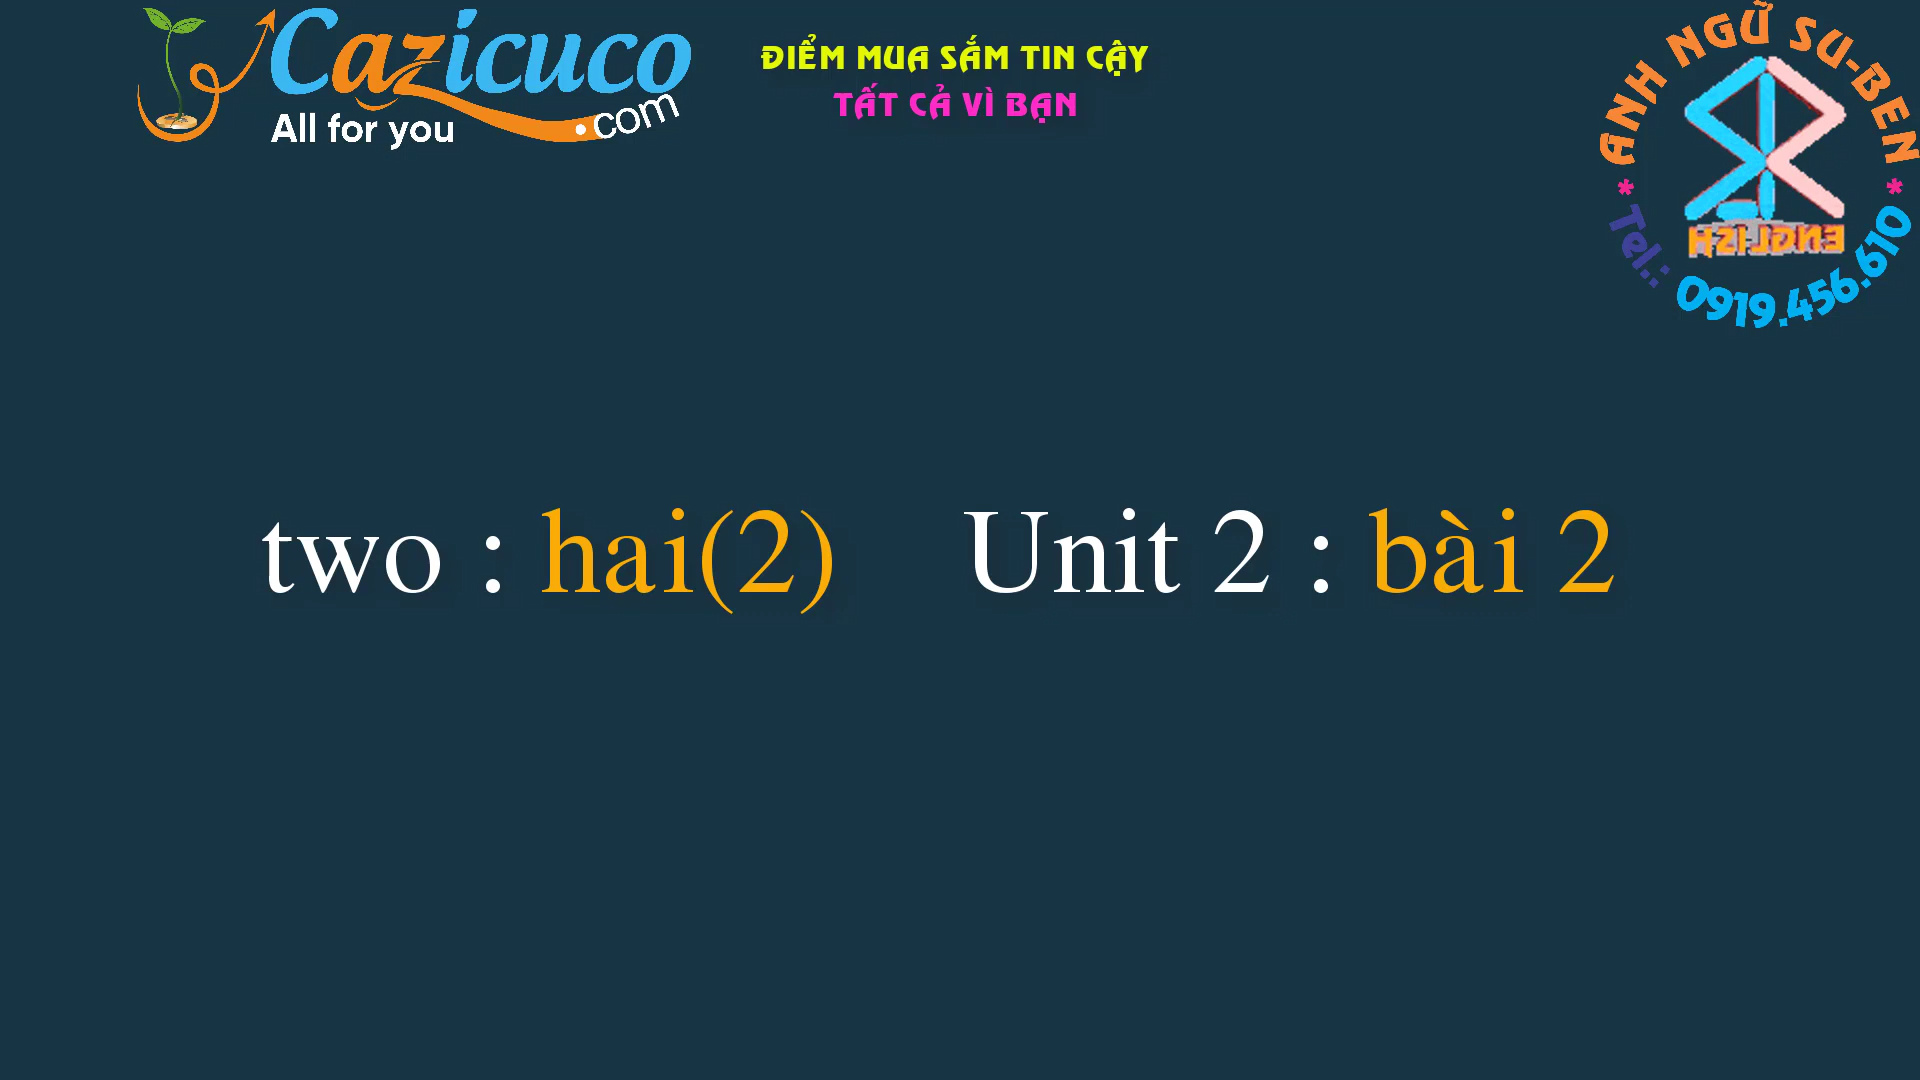 Cazicuco
.com
All for you
ĐIỂM MUA SẮM TIN CẬY
TẤT CẢ VÌ BẠN
ANH NGỮ SU-BEN
ENGLISH
* Tel.: 0919.456.610 *
two : hai(2) Unit 2 : bài 2